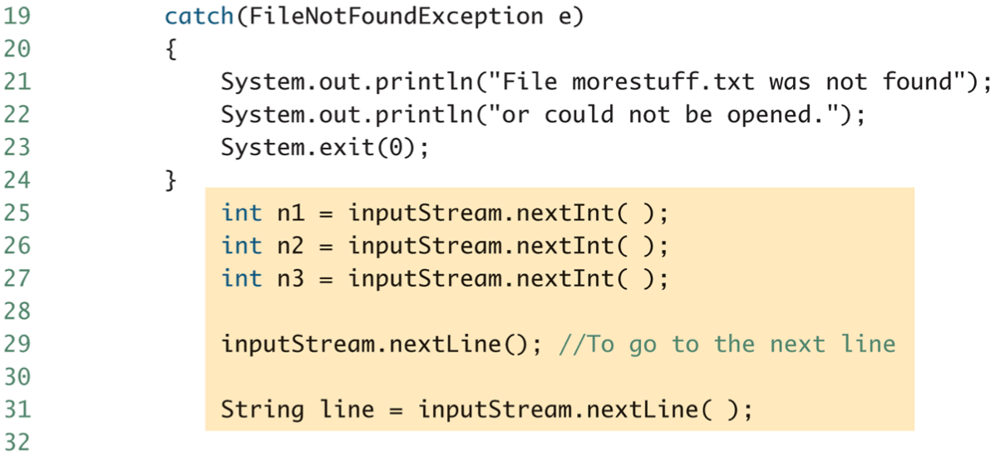 19 catch(FileNotFoundException e)
20 {
21 System.out.println("File morestuff.txt was not found");
22 System.out.println("or could not be opened.");
23 System.exit(0);
24 }
25 int n1 = inputStream.nextInt( );
26 int n2 = inputStream.nextInt( );
27 int n3 = inputStream.nextInt( );
28
29 inputStream.nextLine(); //To go to the next line
30
31 String line = inputStream.nextLine( );
32